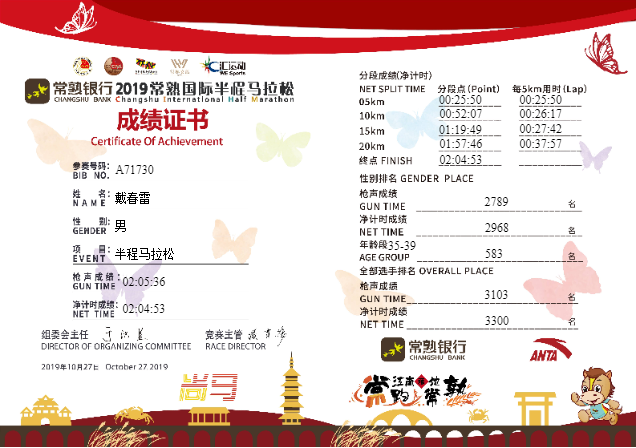 汇运动
WE Sports
常熟银行 2019常熟国际半程马拉松
CHANGSHU BANK Changshu International Half Marathon
成绩证书
Certificate Of Achievement
参赛号码: A71730
BIB NO.
姓 名: 戴春雷
NAME
性 别: 男
GENDER
项 目: 半程马拉松
EVENT
枪声成绩: 02:05:36
GUN TIME
净计时成绩: 02:04:53
NET TIME
组委会主任
DIRECTOR OF ORGANIZING COMMITTEE
竞赛主管
RACE DIRECTOR
2019年10月27日 October 27.2019
尚马
分段成绩(净计时)
NET SPLIT TIME 分段点(Point) 每5km用时(Lap)
05km 00:25:50 00:25:50
10km 00:52:07 00:26:17
15km 01:19:49 00:27:42
20km 01:57:46 00:37:57
终点 FINISH 02:04:53
性别排名 GENDER PLACE
枪声成绩
GUN TIME 2789 名
净计时成绩
NET TIME 2968 名
年龄段35-39
AGE GROUP 583 名
全部选手排名 OVERALL PLACE
枪声成绩
GUN TIME 3103 名
净计时成绩
NET TIME 3300 名
常熟银行
CHANGSHU BANK
ANTA